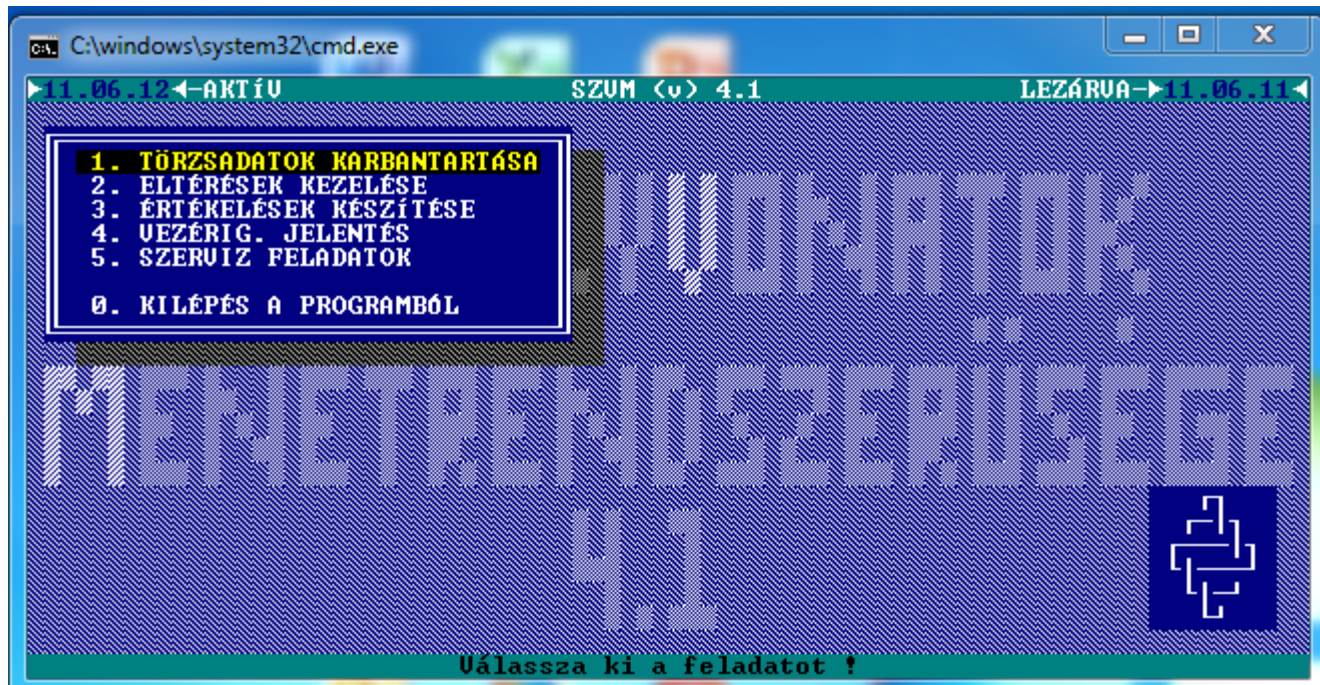 C:\windows\system32\cmd.exe
►11.06.12◄-AKTíV SZVM (v) 4.1 LEZÁRVA-►11.06.11◄
1. TÖRZSADATOK KARBANTARTÁSA
2. ELTÉRÉSEK KEZELÉSE
3. ÉRTÉKELÉSEK KÉSZíTÉSE
4. VEZÉRIG. JELENTÉS
5. SZERVIZ FELADATOK
0. KILÉPÉS A PROGRAMBÓL
VONATOK
MENETRENDSZERÜSEGE
4.1
Válassza ki a feladatot !